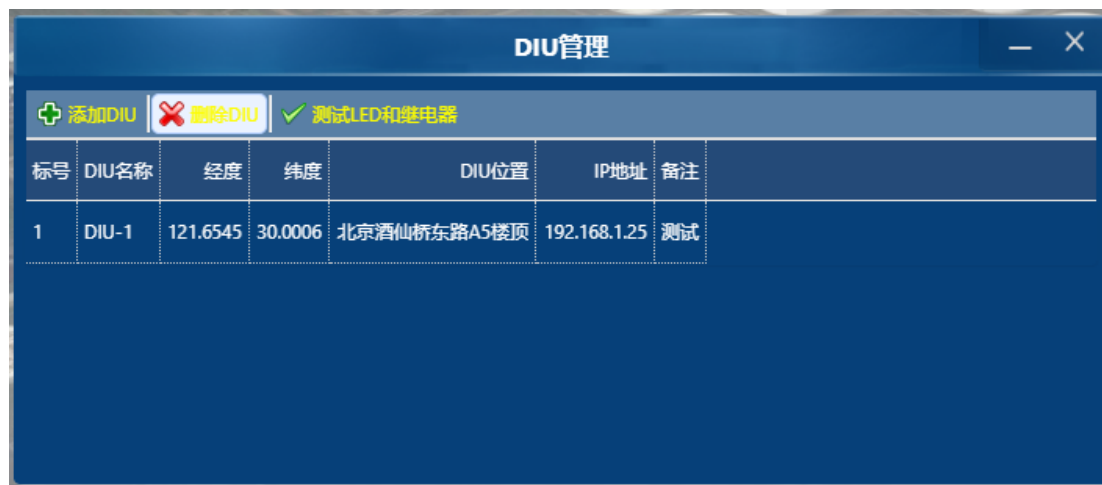 DIU管理
添加DIU 删除DIU 测试LED和继电器
标号 DIU名称 经度 纬度 DIU位置 IP地址 备注
1 DIU-1 121.6545 30.0006 北京酒仙桥东路A5楼顶 192.168.1.25 测试